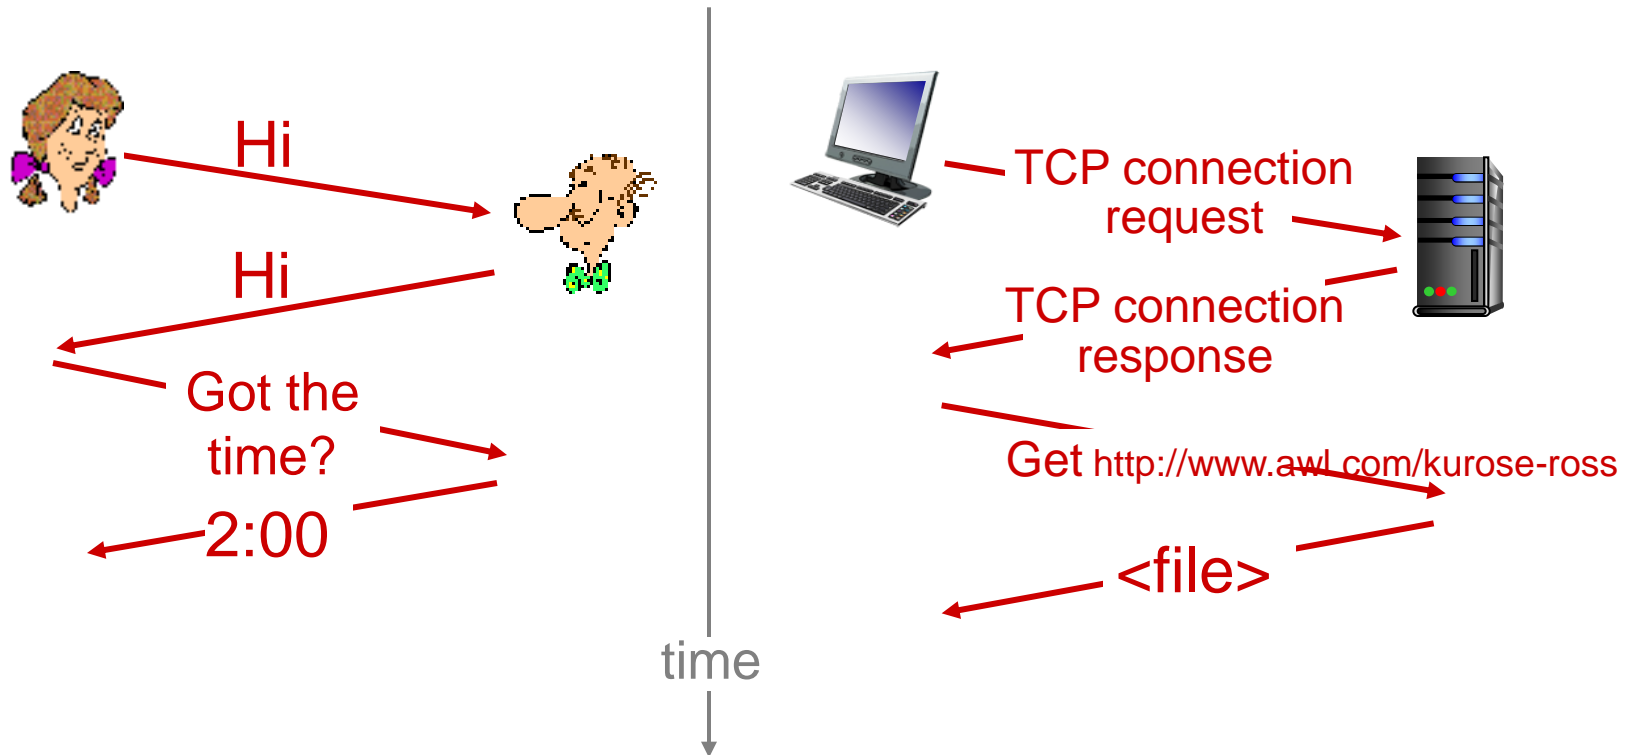 Hi
Hi
Got the
time?
2:00
time
TCP connection
request
TCP connection
response
Get http://www.awl.com/kurose-ross
<file>